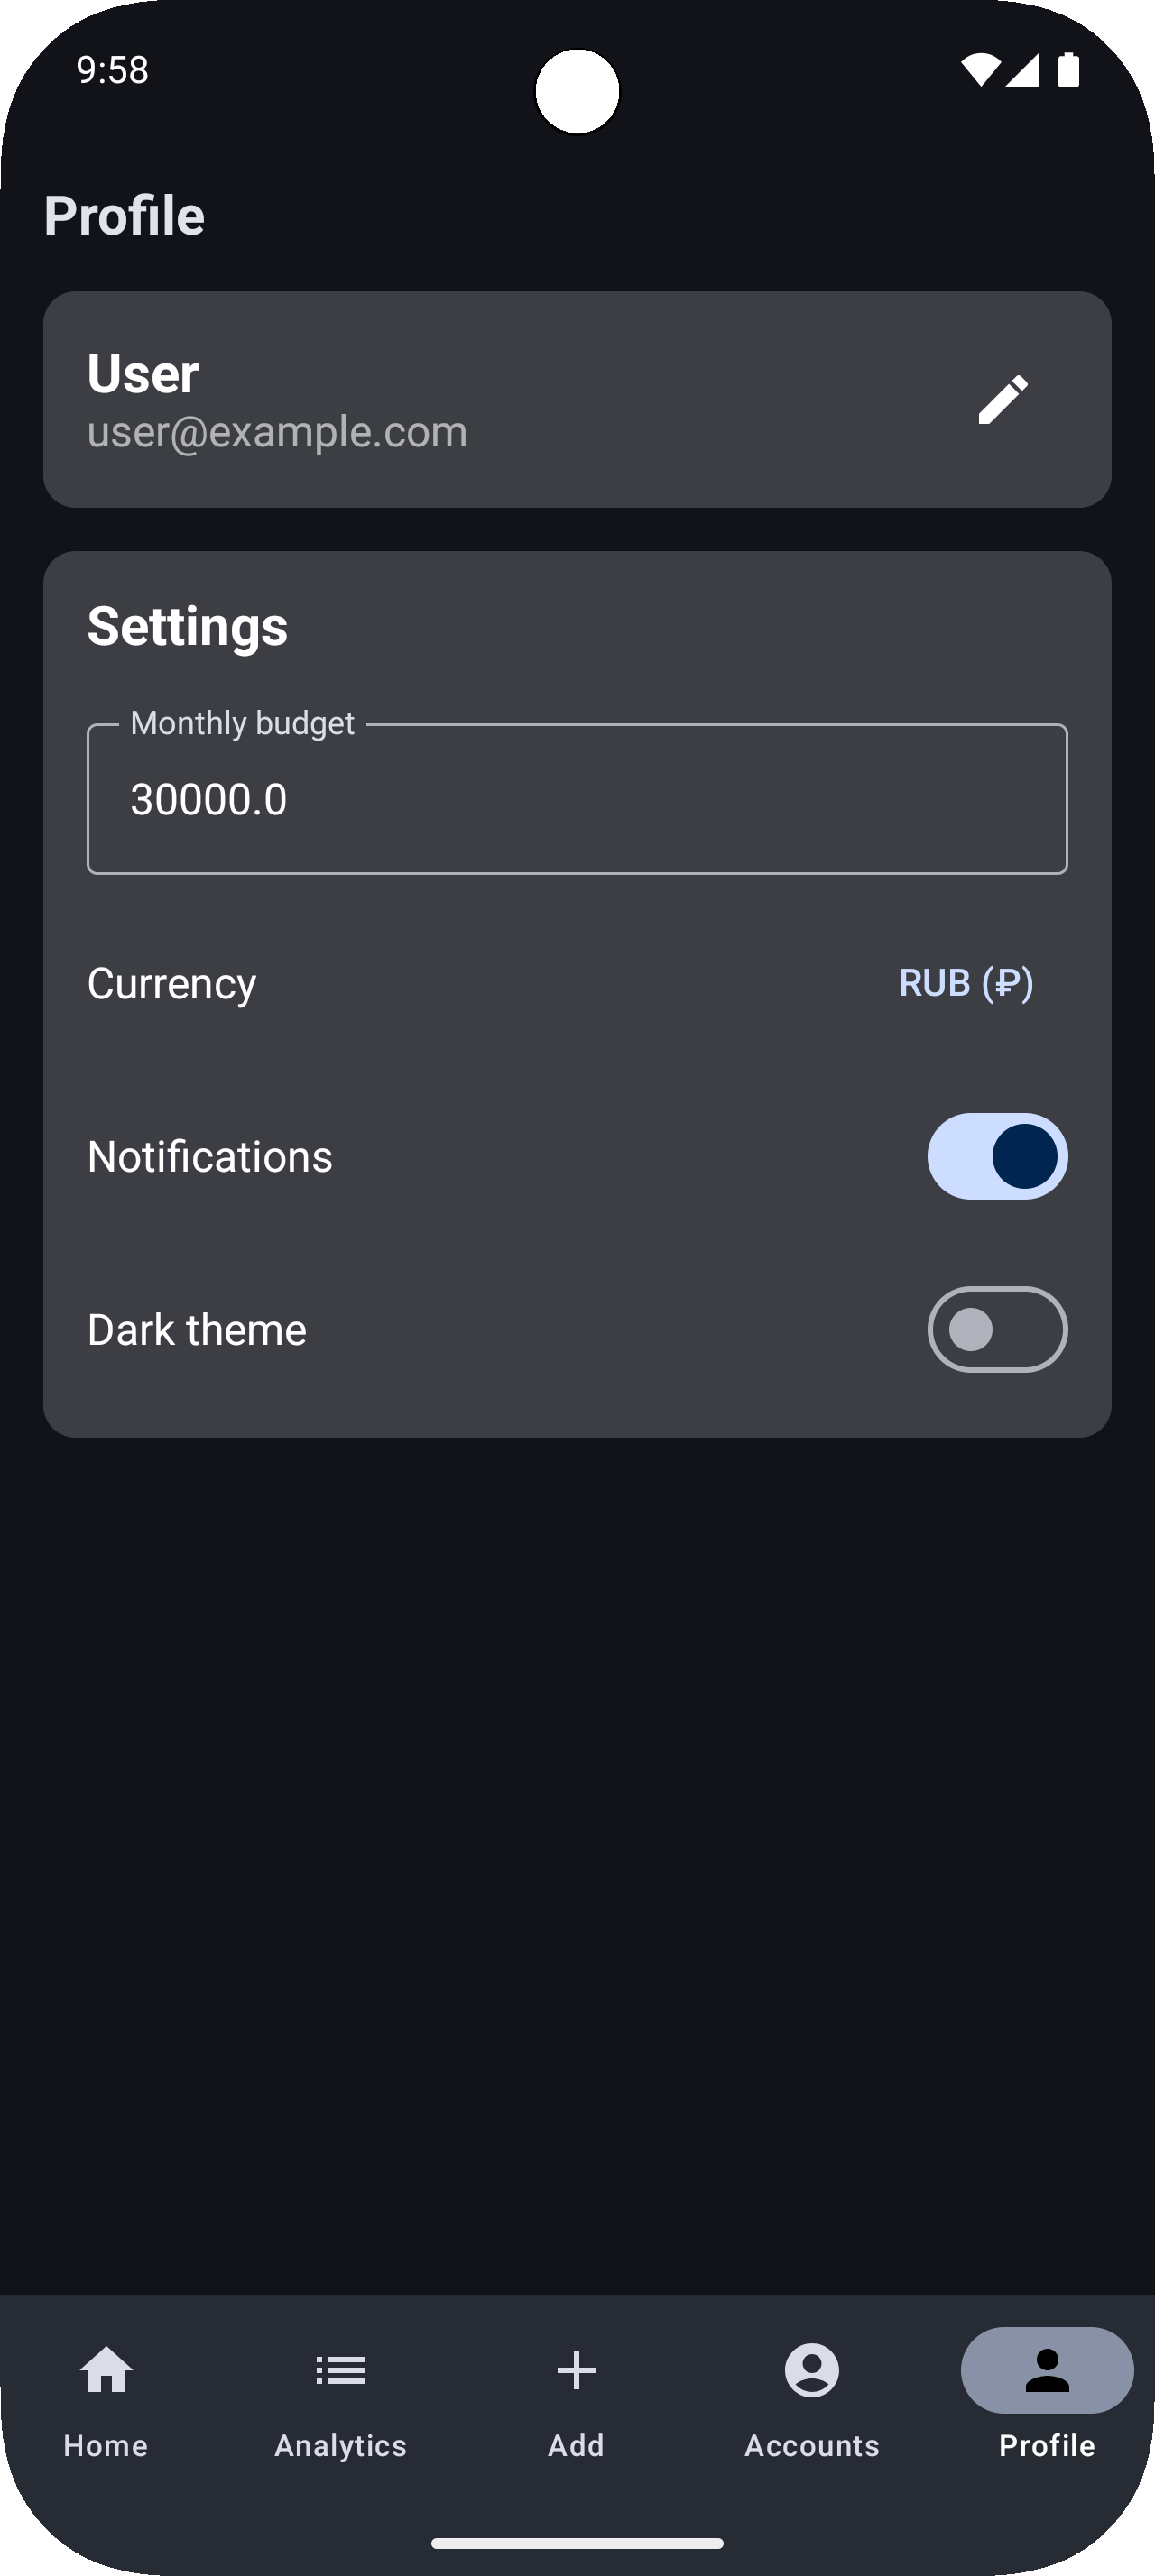 9:58
Profile
User
user@example.com
Settings
Monthly budget
30000.0
Currency RUB (₽)
Notifications
Dark theme
Home Analytics Add Accounts Profile